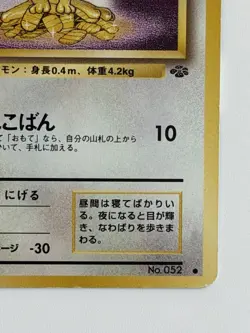 モン：身長0.4m、体重4.2kg
こばん
て「おもて」なら、自分の山札の上から
いて、手札に加える。
10
にげる
ージ -30
昼間は寝てばかりい
る。夜になると目が輝
き、なわばりを歩きま
わる。
No.052 ●